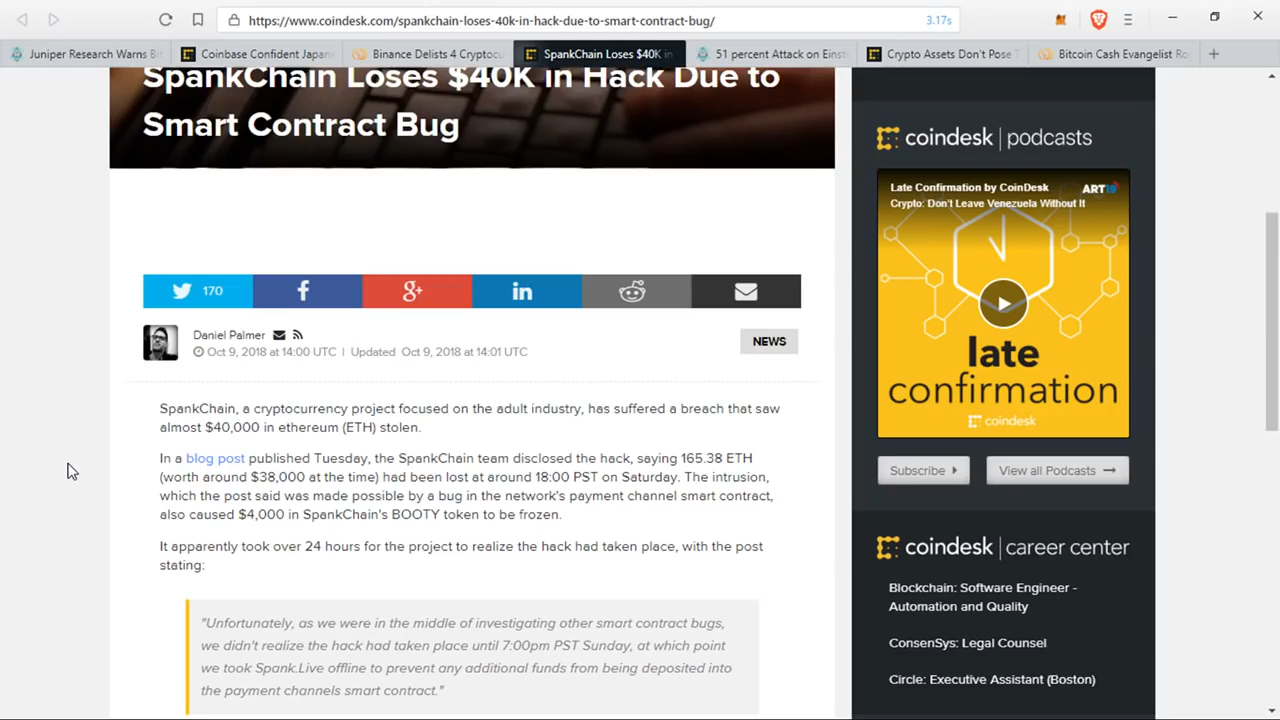 https://www.coindesk.com/spankchain-loses-40k-in-hack-due-to-smart-contract-bug/
3.17s
Juniper Research Warns Bi
Coinbase Confident Japane
Binance Delists 4 Cryptocu
SpankChain Loses $40K in
51 percent Attack on Einst
Crypto Assets Don't Pose
Bitcoin Cash Evangelist Ro
SpankChain Loses $40K in Hack Due to
Smart Contract Bug
170
Daniel Palmer
Oct 9, 2018 at 14:00 UTC | Updated Oct 9, 2018 at 14:01 UTC
NEWS
SpankChain, a cryptocurrency project focused on the adult industry, has suffered a breach that saw
almost $40,000 in ethereum (ETH) stolen.
In a blog post published Tuesday, the SpankChain team disclosed the hack, saying 165.38 ETH
(worth around $38,000 at the time) had been lost at around 18:00 PST on Saturday. The intrusion,
which the post said was made possible by a bug in the network's payment channel smart contract,
also caused $4,000 in SpankChain's BOOTY token to be frozen.
It apparently took over 24 hours for the project to realize the hack had taken place, with the post
stating:
"Unfortunately, as we were in the middle of investigating other smart contract bugs,
we didn't realize the hack had taken place until 7:00pm PST Sunday, at which point
we took Spank.Live offline to prevent any additional funds from being deposited into
the payment channels smart contract."
coindesk | podcasts
Late Confirmation by CoinDesk
ART19
Crypto: Don't Leave Venezuela Without It
late
confirmation
coindesk
Subscribe
View all Podcasts
coindesk | career center
Blockchain: Software Engineer -
Automation and Quality
ConsenSys: Legal Counsel
Circle: Executive Assistant (Boston)